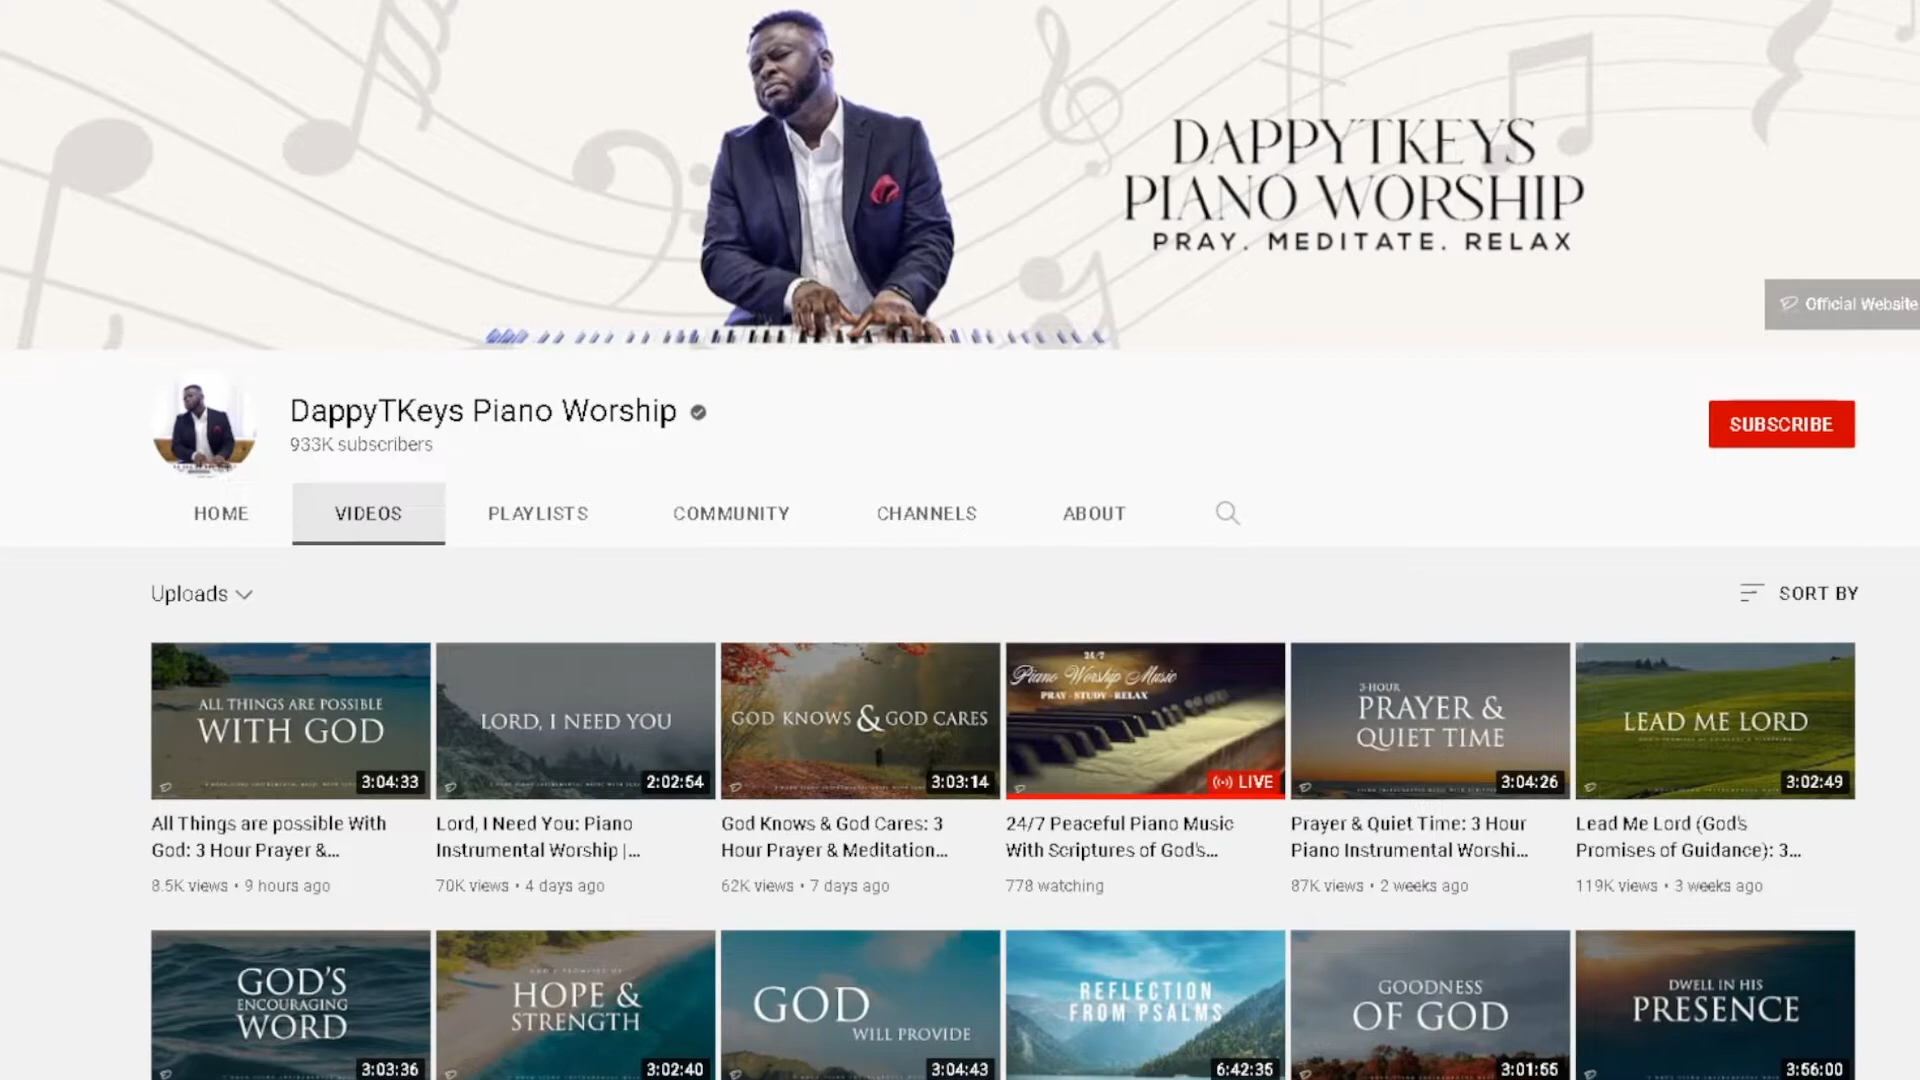 DAPPYTKEYS
PIANO WORSHIP
PRAY. MEDITATE. RELAX
Official Website
DappyTKeys Piano Worship
933K subscribers
SUBSCRIBE
HOME
VIDEOS
PLAYLISTS
COMMUNITY
CHANNELS
ABOUT
Uploads
SORT BY
ALL THINGS ARE POSSIBLE
WITH GOD
3:04:33
LORD, I NEED YOU
2:02:54
GOD KNOWS & GOD CARES
3:03:14
24/7
Piano Worship Music
PRAY - STUDY - RELAX
LIVE
3-HOUR
PRAYER &
QUIET TIME
3:04:26
LEAD ME LORD
3:02:49
All Things are possible With
God: 3 Hour Prayer &...
8.5K views • 9 hours ago
Lord, I Need You: Piano
Instrumental Worship |...
70K views • 4 days ago
God Knows & God Cares: 3
Hour Prayer & Meditation...
62K views • 7 days ago
24/7 Peaceful Piano Music
With Scriptures of God's...
778 watching
Prayer & Quiet Time: 3 Hour
Piano Instrumental Worshi...
87K views • 2 weeks ago
Lead Me Lord (God's
Promises of Guidance): 3...
119K views • 3 weeks ago
GOD'S
ENCOURAGING
WORD
3:03:36
HOPE &
STRENGTH
3:02:40
GOD
WILL PROVIDE
3:04:43
REFLECTION
FROM PSALMS
6:42:35
GOODNESS
OF GOD
3:01:55
DWELL IN HIS
PRESENCE
3:56:00